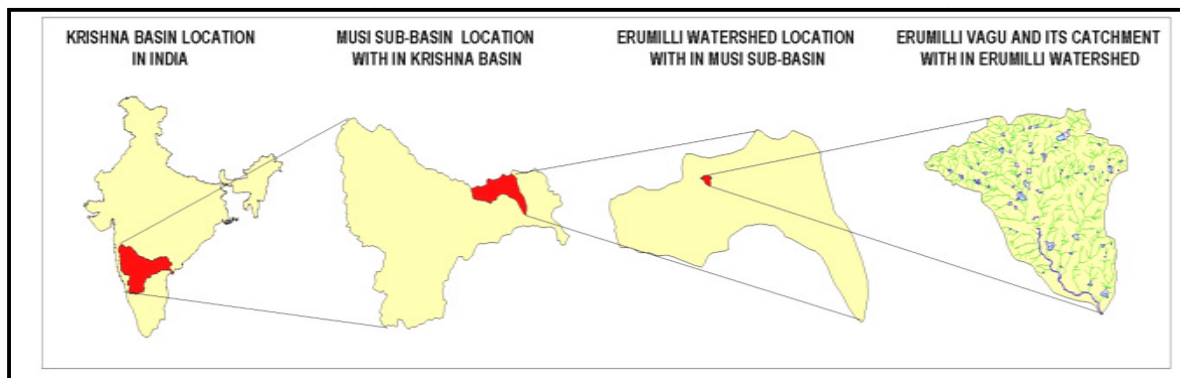 KRISHNA BASIN LOCATION
IN INDIA
MUSI SUB-BASIN LOCATION
WITH IN KRISHNA BASIN
ERUMILLI WATERSHED LOCATION
WITH IN MUSI SUB-BASIN
ERUMILLI VAGU AND ITS CATCHMENT
WITH IN ERUMILLI WATERSHED